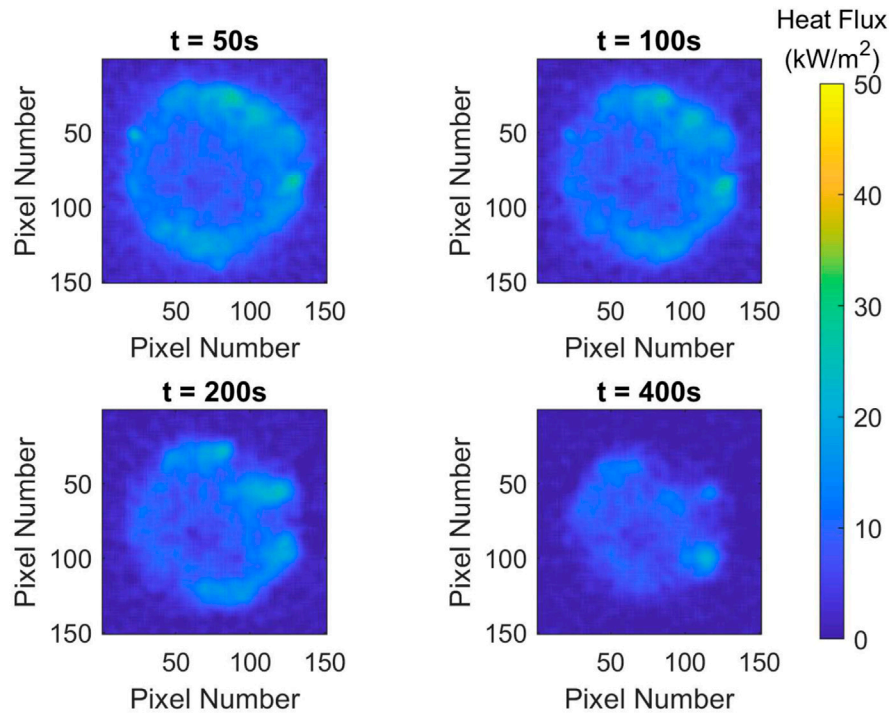 t = 50s
50
100
150
50 100 150
Pixel Number
Pixel Number
t = 100s
50
100
150
50 100 150
Pixel Number
Pixel Number
Heat Flux
(kW/m²)
50
40
30
20
10
0
t = 200s
50
100
150
50 100 150
Pixel Number
Pixel Number
t = 400s
50
100
150
50 100 150
Pixel Number
Pixel Number